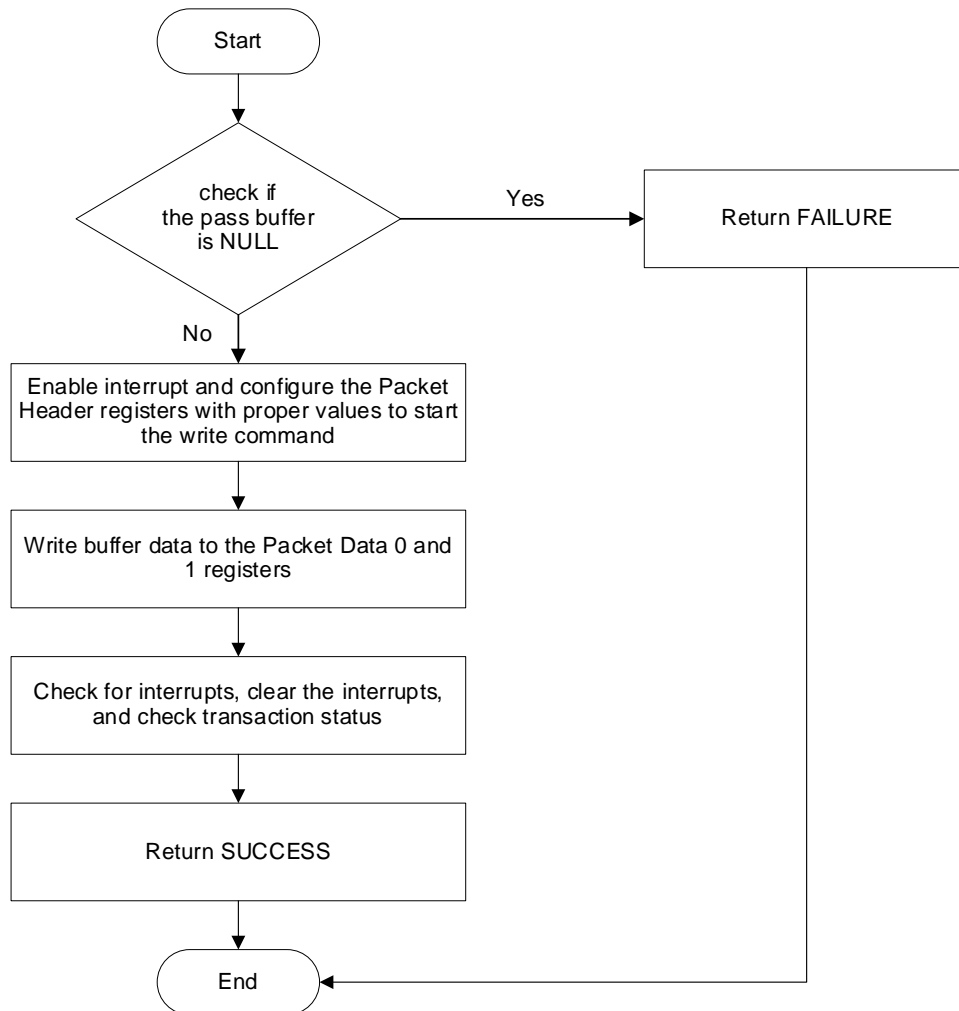 Start
check if
the pass buffer
is NULL
Yes
Return FAILURE
No
Enable interrupt and configure the Packet
Header registers with proper values to start
the write command
Write buffer data to the Packet Data 0 and
1 registers
Check for interrupts, clear the interrupts,
and check transaction status
Return SUCCESS
End